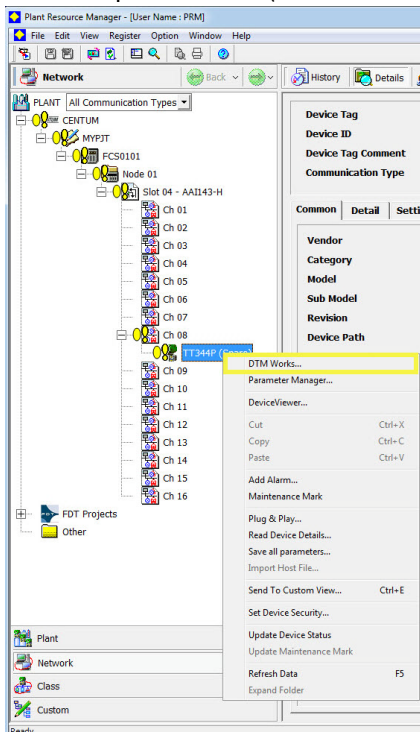 Plant Resource Manager - [User Name : PRM]
File Edit View Register Option Window Help
Network Back History Details
PLANT All Communication Types
CENTUM
MYPJT
FCS0101
Node 01
Slot 04 - AAI143-H
Ch 01
Ch 02
Ch 03
Ch 04
Ch 05
Ch 06
Ch 07
Ch 08
TT344P
Ch 09
Ch 10
Ch 11
Ch 12
Ch 13
Ch 14
Ch 15
Ch 16
FDT Projects
Other
Device Tag
Device ID
Device Tag Comment
Communication Type
Common Detail Setti
Vendor
Category
Model
Sub Model
Revision
Device Path
DTM Works...
Parameter Manager...
DeviceViewer...
Cut Ctrl+X
Copy Ctrl+C
Paste Ctrl+V
Add Alarm...
Maintenance Mark
Plug & Play...
Read Device Details...
Save all parameters...
Import Host File...
Send To Custom View... Ctrl+E
Set Device Security...
Update Device Status
Update Maintenance Mark
Refresh Data F5
Expand Folder
Plant
Network
Class
Custom
Ready